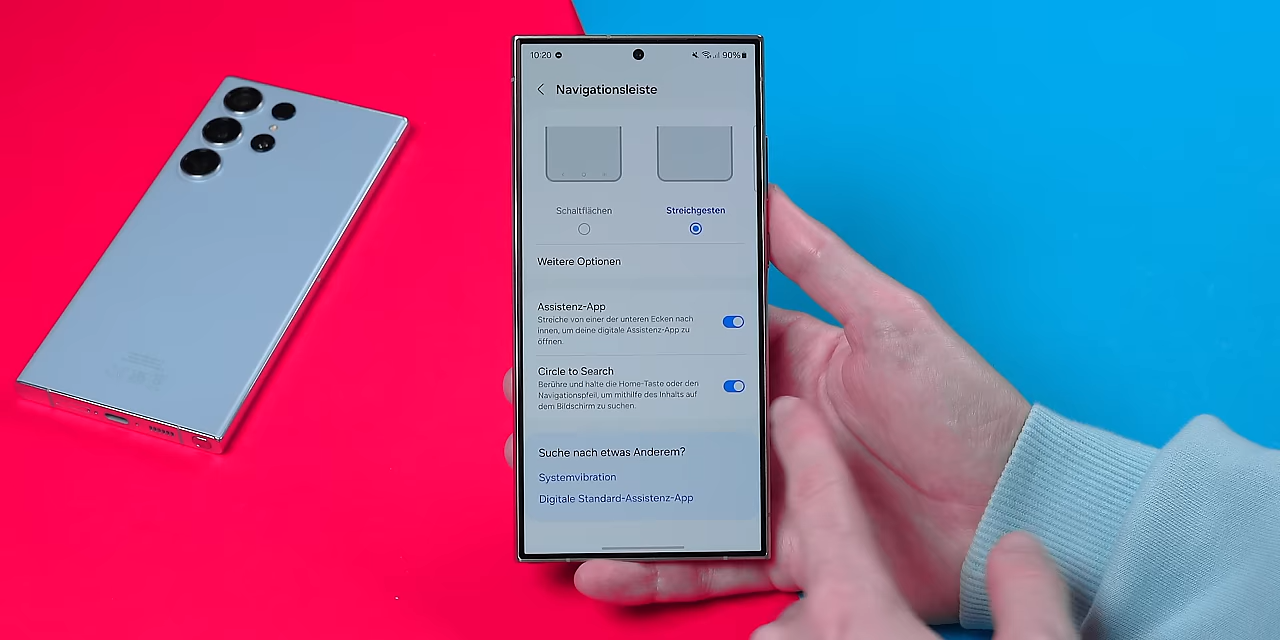 10:20
90%
Navigationsleiste
Schaltflächen
Streichgesten
Weitere Optionen
Assistenz-App
Streiche von einer der unteren Ecken nach
innen, um deine digitale Assistenz-App zu
öffnen.
Circle to Search
Berühre und halte die Home-Taste oder den
Navigationspfeil, um mithilfe des Inhalts auf
dem Bildschirm zu suchen.
Suche nach etwas Anderem?
Systemvibration
Digitale Standard-Assistenz-App